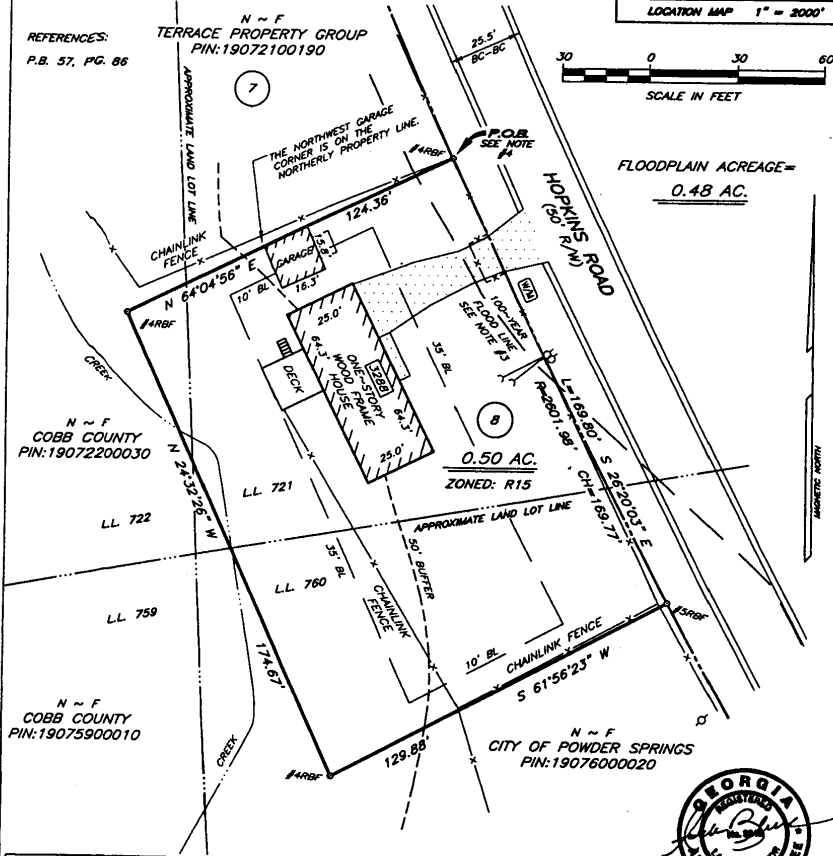 LOCATION MAP 1" = 2000'
REFERENCES:
P.B. 57, PG. 86
N ~ F
TERRACE PROPERTY GROUP
PIN:19072100190
7
25.5'
BC-BC
30 0 60
SCALE IN FEET
APPROXIMATE LAND LOT LINE
THE NORTHWEST GARAGE
CORNER IS ON THE
NORTHERLY PROPERTY LINE.
#4RBF
P.O.B.
SEE NOTE
#4
FLOODPLAIN ACREAGE=
0.48 AC.
HOPKINS ROAD
(50' R/W)
124.36'
CHAINLINK
FENCE
N 64°04'56" E
GARAGE
15.8'
16.3'
10' BL
#4RBF
W/M
100-YEAR
FLOOD LINE
SEE NOTE #3
25.0'
64.3'
ONE~STORY
WOOD FRAME
HOUSE
3288
64.3'
25.0'
DECK
35' BL
CREEK
N ~ F
COBB COUNTY
PIN:19072200030
N 24°32'26" W
8
0.50 AC.
ZONED: R15
L=169.80'
R=2601.98'
S 26°20'03" E
CH=169.77'
MAGNETIC NORTH
L.L. 721
L.L. 722
APPROXIMATE LAND LOT LINE
35' BL
50' BUFFER
L.L. 760
L.L. 759
CHAINLINK
FENCE
#5RBF
174.67'
10' BL
CHAINLINK FENCE
S 61°56'23" W
N ~ F
COBB COUNTY
PIN:19075900010
CREEK
#4RBF
129.88'
N ~ F
CITY OF POWDER SPRINGS
PIN:19076000020
GEORGIA
REGISTERED